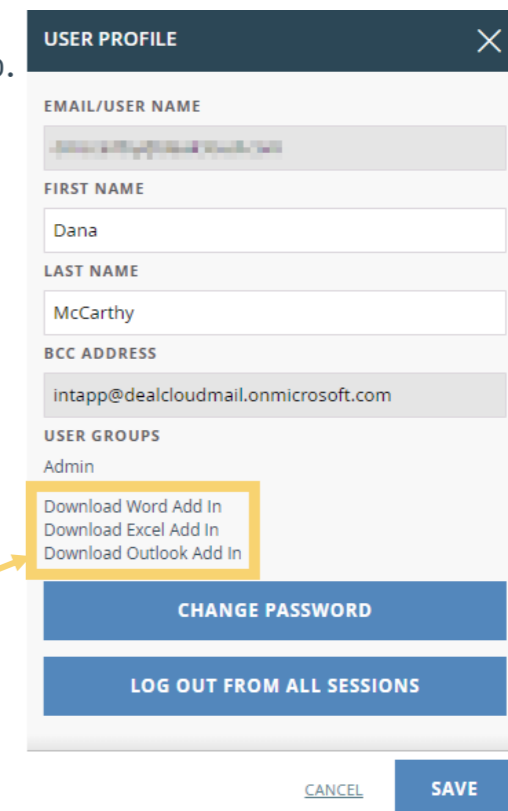 USER PROFILE
EMAIL/USER NAME
FIRST NAME
Dana
LAST NAME
McCarthy
BCC ADDRESS
intapp@dealcloudmail.onmicrosoft.com
USER GROUPS
Admin
Download Word Add In
Download Excel Add In
Download Outlook Add In
CHANGE PASSWORD
LOG OUT FROM ALL SESSIONS
CANCEL SAVE